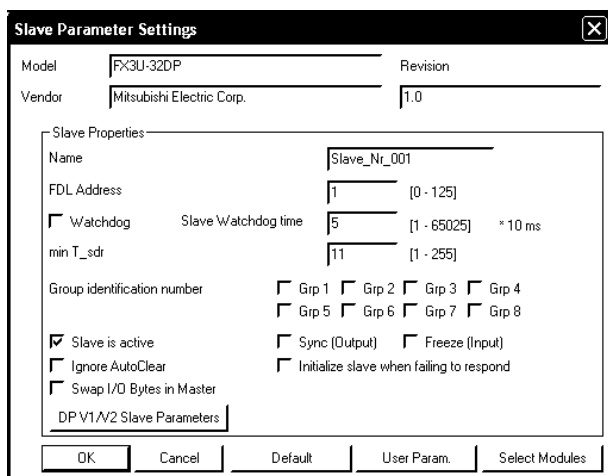 Slave Parameter Settings
Model FX3U-32DP Revision
Vendor Mitsubishi Electric Corp. 1.0
Slave Properties
Name Slave_Nr_001
FDL Address 1 [0 - 125]
Watchdog Slave Watchdog time 5 [1 - 65025] * 10 ms
min T_sdr 11 [1 - 255]
Group identification number Grp 1 Grp 2 Grp 3 Grp 4
Grp 5 Grp 6 Grp 7 Grp 8
Slave is active Sync (Output) Freeze (Input)
Ignore AutoClear Initialize slave when failing to respond
Swap I/O Bytes in Master
DP V1/V2 Slave Parameters
OK Cancel Default User Param. Select Modules